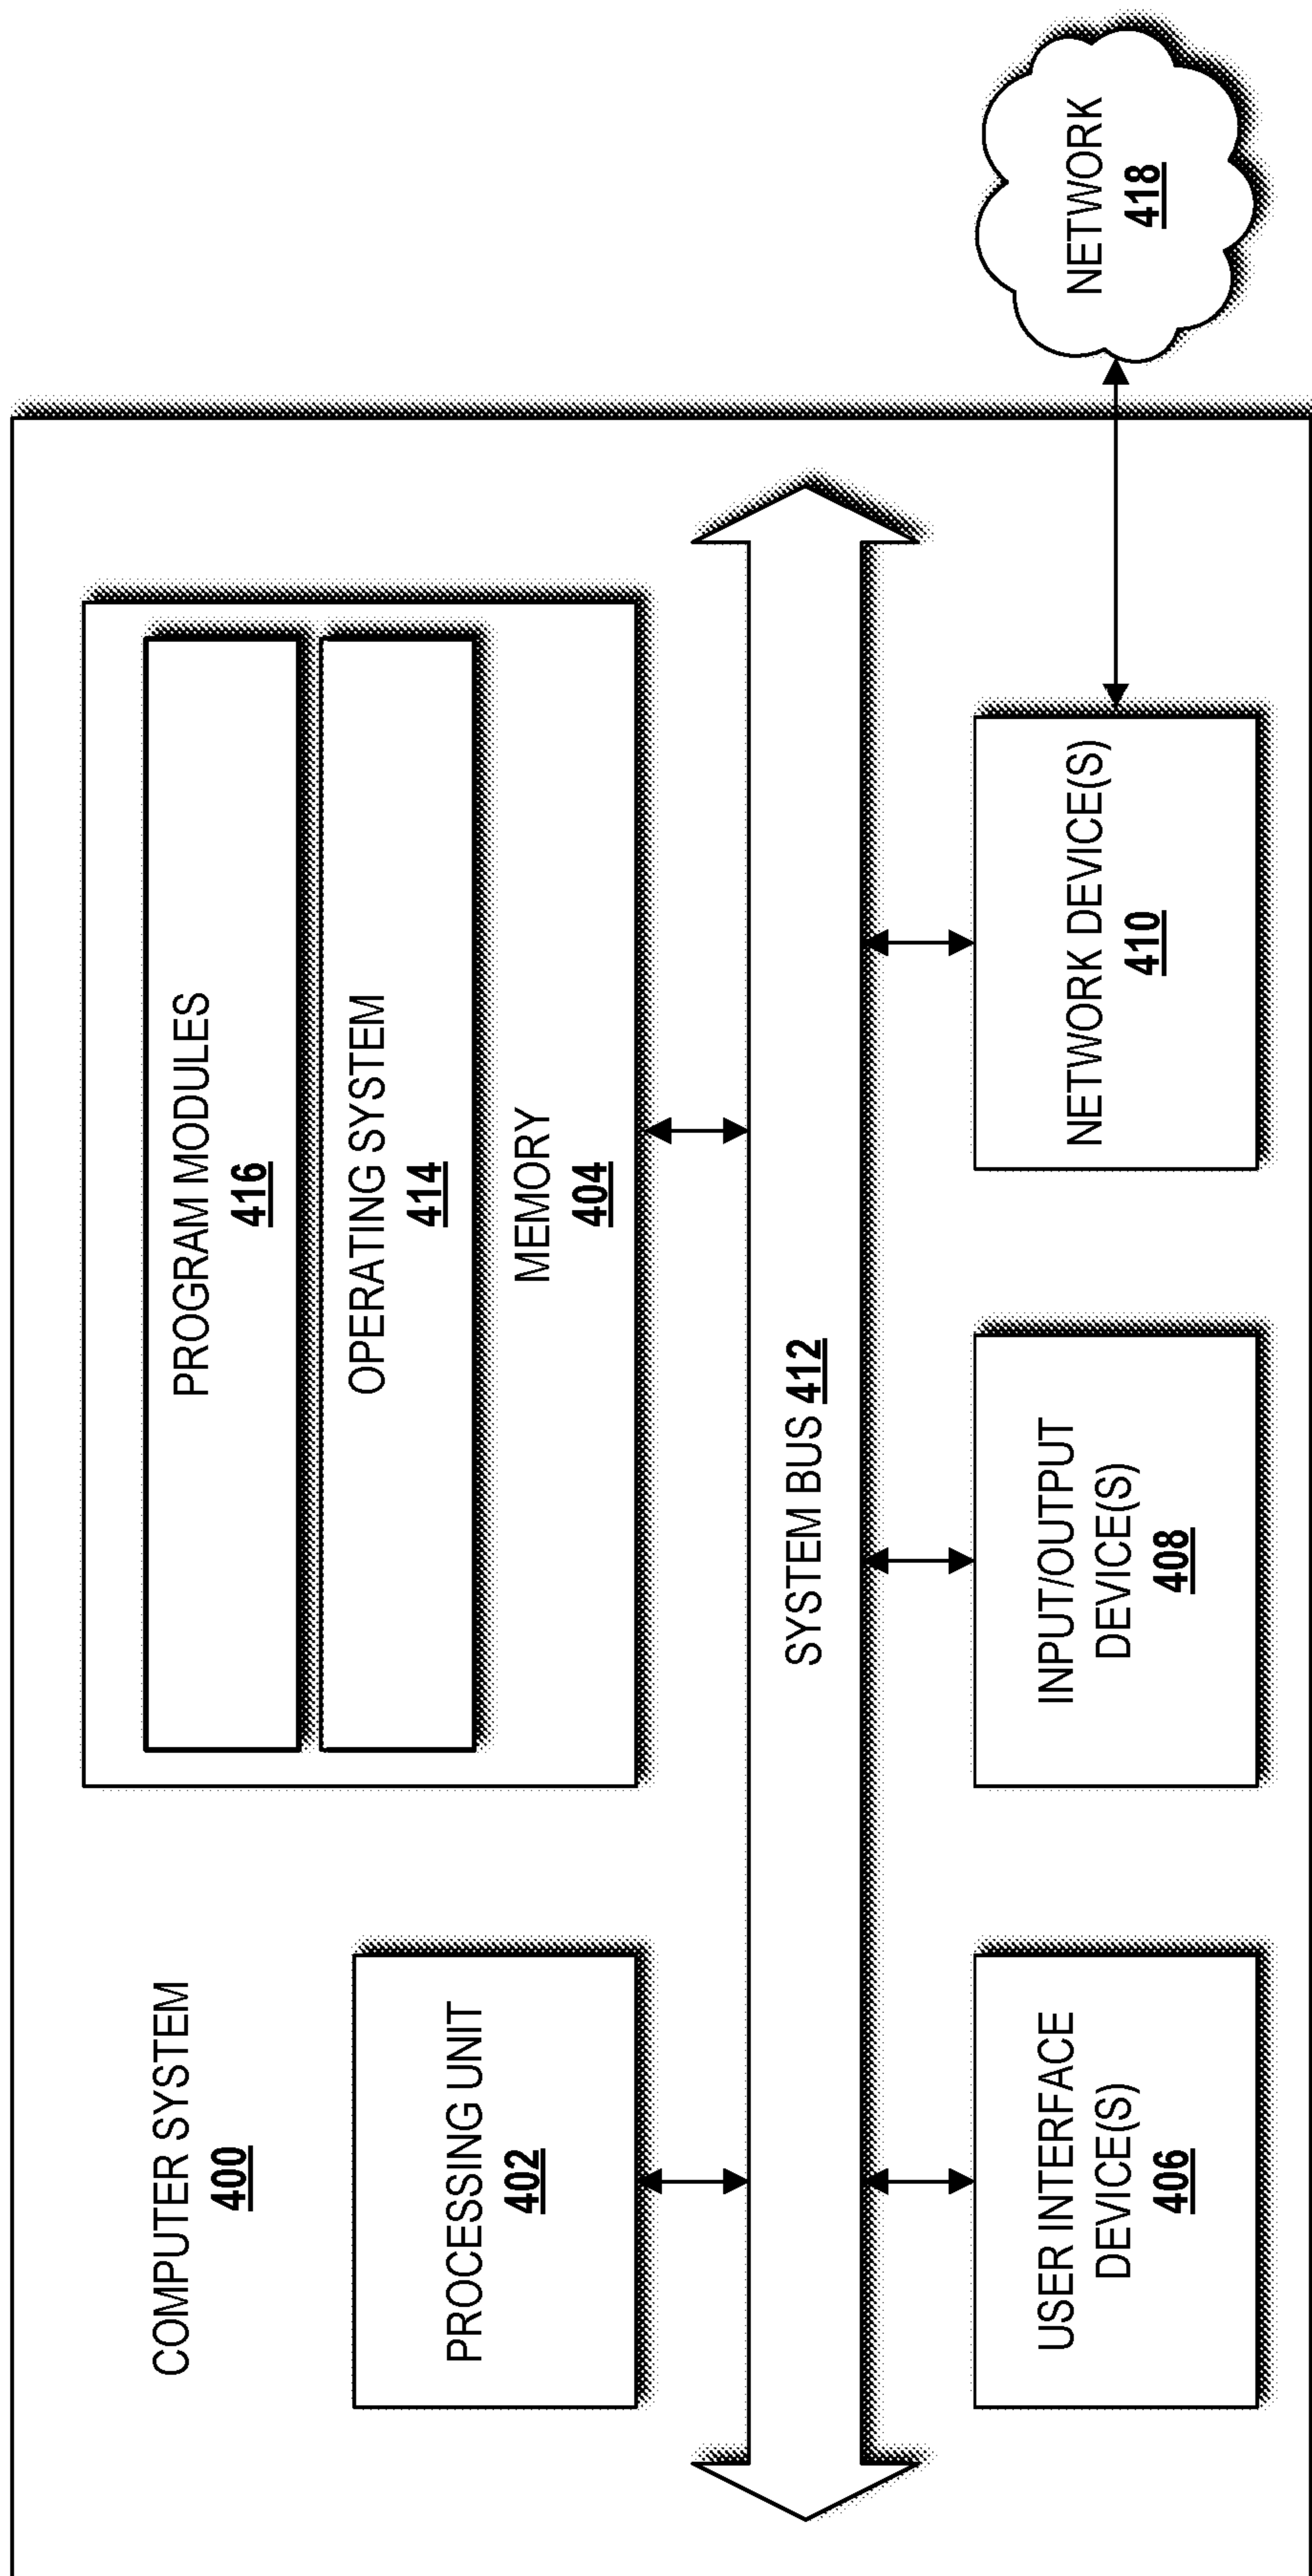 COMPUTER SYSTEM
400
PROCESSING UNIT
402
PROGRAM MODULES
416
OPERATING SYSTEM
414
MEMORY
404
SYSTEM BUS 412
USER INTERFACE
DEVICE(S)
406
INPUT/OUTPUT
DEVICE(S)
408
NETWORK DEVICE(S)
410
NETWORK
418